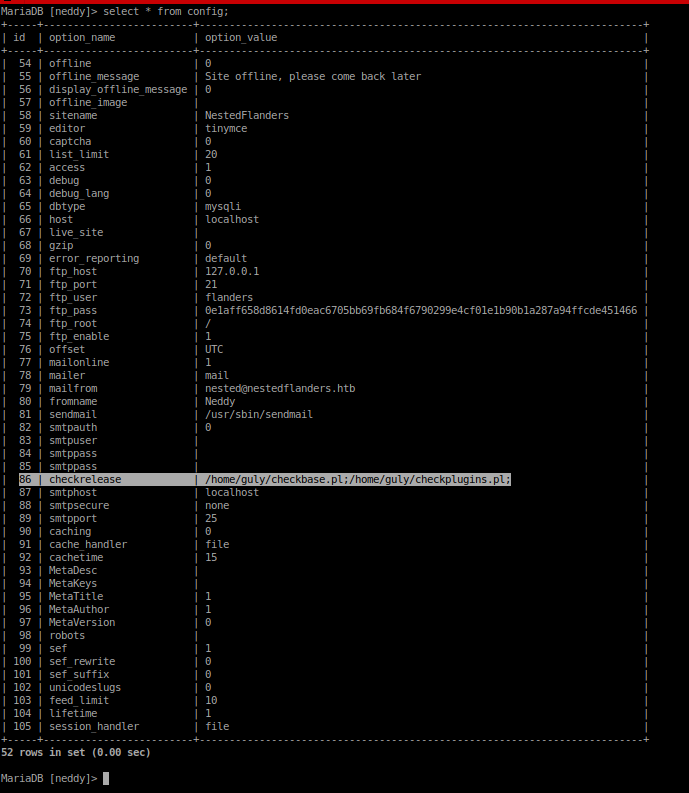 MariaDB [neddy]> select * from config;
+-----+-------------------------+--------------------------------------------------------------------------+
| id  | option_name             | option_value                                                             |
+-----+-------------------------+--------------------------------------------------------------------------+
|  54 | offline                 | 0                                                                        |
|  55 | offline_message         | Site offline, please come back later                                     |
|  56 | display_offline_message | 0                                                                        |
|  57 | offline_image           |                                                                          |
|  58 | sitename                | NestedFlanders                                                           |
|  59 | editor                  | tinymce                                                                  |
|  60 | captcha                 | 0                                                                        |
|  61 | list_limit              | 20                                                                       |
|  62 | access                  | 1                                                                        |
|  63 | debug                   | 0                                                                        |
|  64 | debug_lang              | 0                                                                        |
|  65 | dbtype                  | mysqli                                                                   |
|  66 | host                    | localhost                                                                |
|  67 | live_site               |                                                                          |
|  68 | gzip                    | 0                                                                        |
|  69 | error_reporting         | default                                                                  |
|  70 | ftp_host                | 127.0.0.1                                                                |
|  71 | ftp_port                | 21                                                                       |
|  72 | ftp_user                | flanders                                                                 |
|  73 | ftp_pass                | 0e1aff658d8614fd0eac6705bb69fb684f6790299e4cf01e1b90b1a287a94ffcde451466 |
|  74 | ftp_root                | /                                                                        |
|  75 | ftp_enable              | 1                                                                        |
|  76 | offset                  | UTC                                                                      |
|  77 | mailonline              | 1                                                                        |
|  78 | mailer                  | mail                                                                     |
|  79 | mailfrom                | nested@nestedflanders.htb                                                |
|  80 | fromname                | Neddy                                                                    |
|  81 | sendmail                | /usr/sbin/sendmail                                                       |
|  82 | smtpauth                | 0                                                                        |
|  83 | smtpuser                |                                                                          |
|  84 | smtppass                |                                                                          |
|  85 | smtppass                |                                                                          |
|  86 | checkrelease            | /home/guly/checkbase.pl;/home/guly/checkplugins.pl;                      |
|  87 | smtphost                | localhost                                                                |
|  88 | smtpsecure              | none                                                                     |
|  89 | smtpport                | 25                                                                       |
|  90 | caching                 | 0                                                                        |
|  91 | cache_handler           | file                                                                     |
|  92 | cachetime               | 15                                                                       |
|  93 | MetaDesc                |                                                                          |
|  94 | MetaKeys                |                                                                          |
|  95 | MetaTitle               | 1                                                                        |
|  96 | MetaAuthor              | 1                                                                        |
|  97 | MetaVersion             | 0                                                                        |
|  98 | robots                  |                                                                          |
|  99 | sef                     | 1                                                                        |
| 100 | sef_rewrite             | 0                                                                        |
| 101 | sef_suffix              | 0                                                                        |
| 102 | unicodeslugs            | 0                                                                        |
| 103 | feed_limit              | 10                                                                       |
| 104 | lifetime                | 1                                                                        |
| 105 | session_handler         | file                                                                     |
+-----+-------------------------+--------------------------------------------------------------------------+
52 rows in set (0.00 sec)
MariaDB [neddy]>